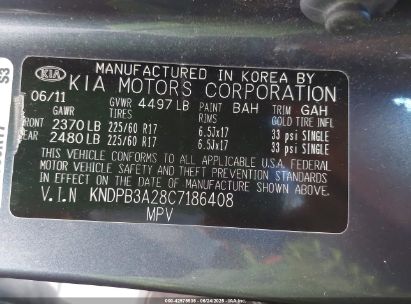 S3
KIA MANUFACTURED IN KOREA BY
KIA MOTORS CORPORATION
06/11 GVWR 4497 LB PAINT BAH TRIM GAH
GAWR TIRES RIMS COLD TIRE INFL
FRONT 2370 LB 225/60 R17 6.5Jx17 33 psi SINGLE
REAR 2480 LB 225/60 R17 6.5Jx17 33 psi SINGLE
THIS VEHICLE CONFORMS TO ALL APPLICABLE U.S.A. FEDERAL
MOTOR VEHICLE SAFETY AND THEFT PREVENTION STANDARDS
IN EFFECT ON THE DATE OF MANUFACTURE SHOWN ABOVE.
V.I.N KNDPB3A28C7186408
MPV